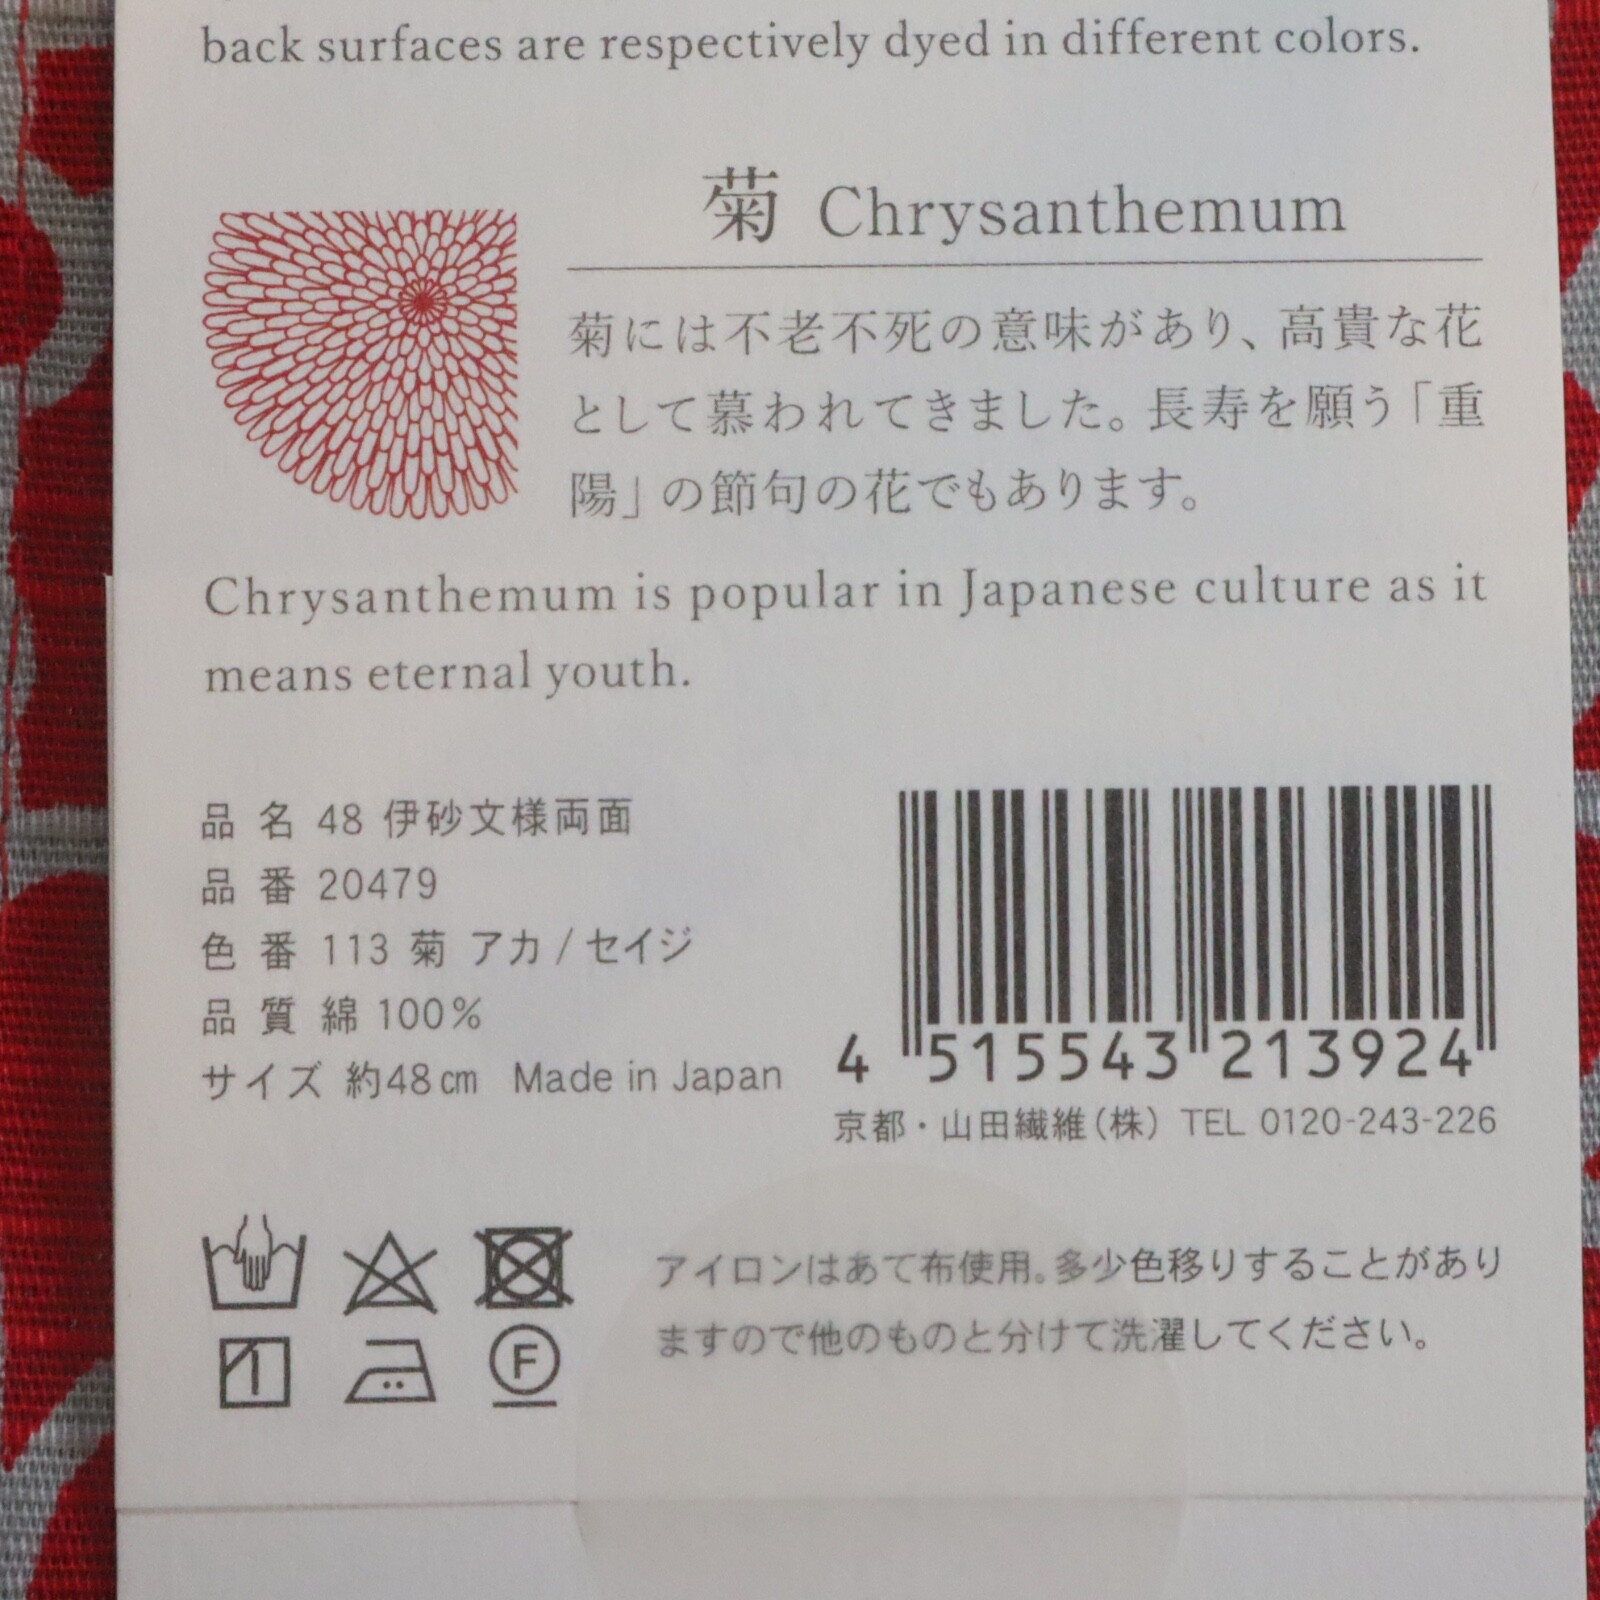 back surfaces are respectively dyed in different colors.
菊 Chrysanthemum
菊には不老不死の意味があり、高貴な花
として慕われてきました。長寿を願う「重
陽」の節句の花でもあります。
Chrysanthemum is popular in Japanese culture as it
means eternal youth.
品 名 48 伊砂文様両面
品 番 20479
色 番 113 菊 アカ / セイジ
品 質 綿 100%
サイズ 約48㎝ Made in Japan
4 515543 213924
京都・山田繊維(株) TEL 0120-243-226
アイロンはあて布使用。多少色移りすることがあり
ますので他のものと分けて洗濯してください。
F